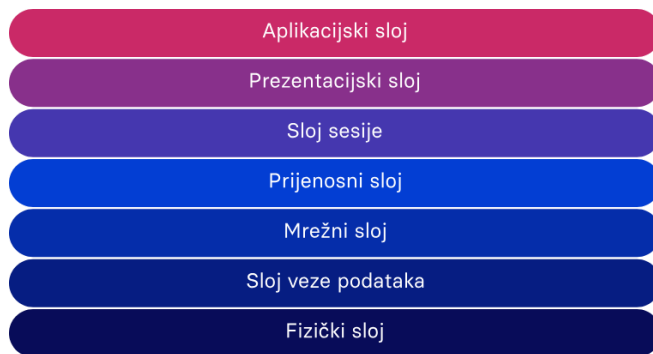 Aplikacijski sloj
Prezentacijski sloj
Sloj sesije
Prijenosni sloj
Mrežni sloj
Sloj veze podataka
Fizički sloj